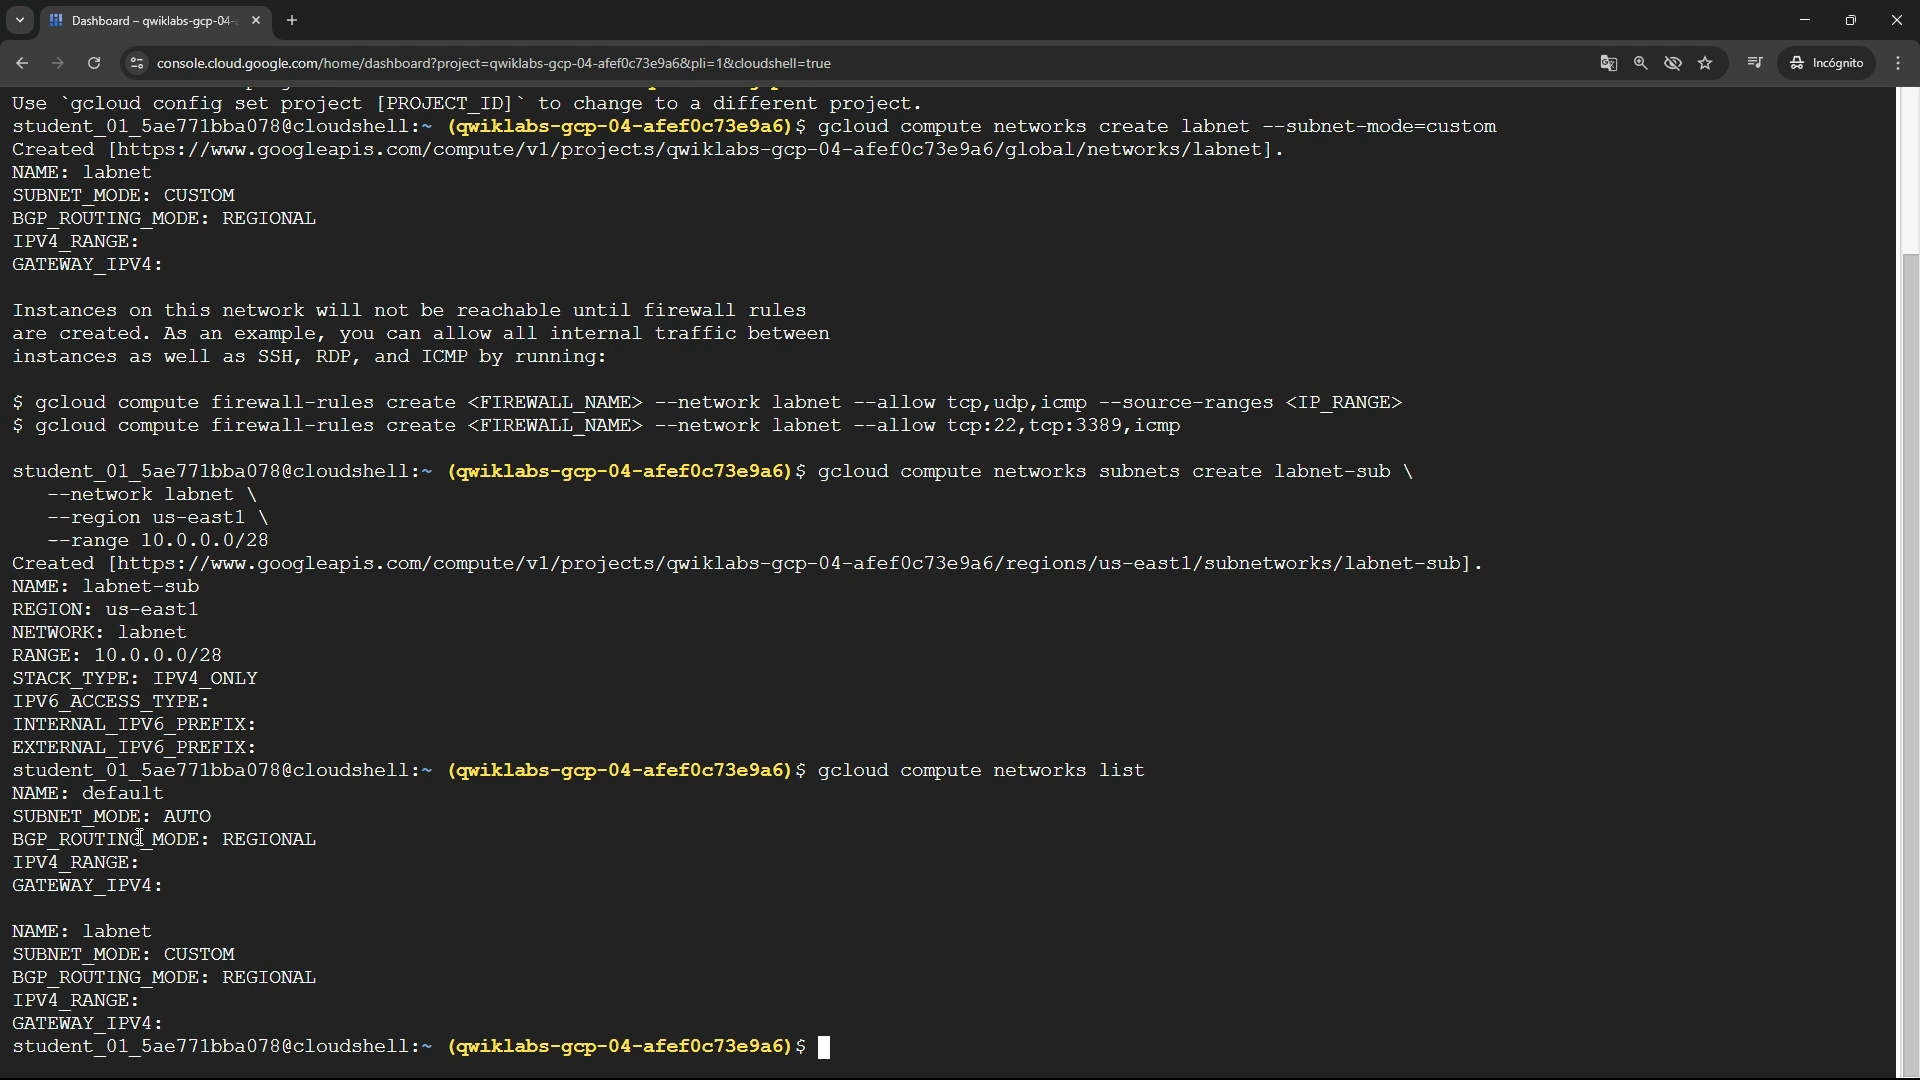 Dashboard – qwiklabs-gcp-04-
console.cloud.google.com/home/dashboard?project=qwiklabs-gcp-04-afef0c73e9a6&pli=1&cloudshell=true
Incógnito
Use `gcloud config set project [PROJECT_ID]` to change to a different project.
student_01_5ae771bba078@cloudshell:~ (qwiklabs-gcp-04-afef0c73e9a6)$ gcloud compute networks create labnet --subnet-mode=custom
Created [https://www.googleapis.com/compute/v1/projects/qwiklabs-gcp-04-afef0c73e9a6/global/networks/labnet].
NAME: labnet
SUBNET_MODE: CUSTOM
BGP_ROUTING_MODE: REGIONAL
IPV4_RANGE:
GATEWAY_IPV4:
Instances on this network will not be reachable until firewall rules
are created. As an example, you can allow all internal traffic between
instances as well as SSH, RDP, and ICMP by running:
$ gcloud compute firewall-rules create <FIREWALL_NAME> --network labnet --allow tcp,udp,icmp --source-ranges <IP_RANGE>
$ gcloud compute firewall-rules create <FIREWALL_NAME> --network labnet --allow tcp:22,tcp:3389,icmp
student_01_5ae771bba078@cloudshell:~ (qwiklabs-gcp-04-afef0c73e9a6)$ gcloud compute networks subnets create labnet-sub \
--network labnet \
--region us-east1 \
--range 10.0.0.0/28
Created [https://www.googleapis.com/compute/v1/projects/qwiklabs-gcp-04-afef0c73e9a6/regions/us-east1/subnetworks/labnet-sub].
NAME: labnet-sub
REGION: us-east1
NETWORK: labnet
RANGE: 10.0.0.0/28
STACK_TYPE: IPV4_ONLY
IPV6_ACCESS_TYPE:
INTERNAL_IPV6_PREFIX:
EXTERNAL_IPV6_PREFIX:
student_01_5ae771bba078@cloudshell:~ (qwiklabs-gcp-04-afef0c73e9a6)$ gcloud compute networks list
NAME: default
SUBNET_MODE: AUTO
BGP_ROUTING_MODE: REGIONAL
IPV4_RANGE:
GATEWAY_IPV4:
NAME: labnet
SUBNET_MODE: CUSTOM
BGP_ROUTING_MODE: REGIONAL
IPV4_RANGE:
GATEWAY_IPV4:
student_01_5ae771bba078@cloudshell:~ (qwiklabs-gcp-04-afef0c73e9a6)$